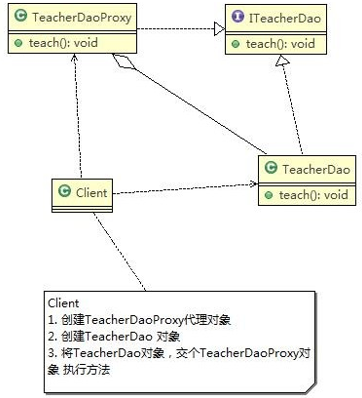 TeacherDaoProxy
teach(): void
ITeacherDao
teach(): void
TeacherDao
teach(): void
Client
Client
1. 创建TeacherDaoProxy代理对象
2. 创建TeacherDao 对象
3. 将TeacherDao对象，交个TeacherDaoProxy对
象 执行方法